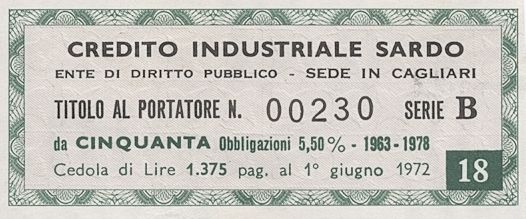 CREDITO INDUSTRIALE SARDO
ENTE DI DIRITTO PUBBLICO - SEDE IN CAGLIARI
TITOLO AL PORTATORE N. 00230 SERIE B
da CINQUANTA Obbligazioni 5,50% - 1963-1978
Cedola di Lire 1.375 pag. al 1° giugno 1972 18